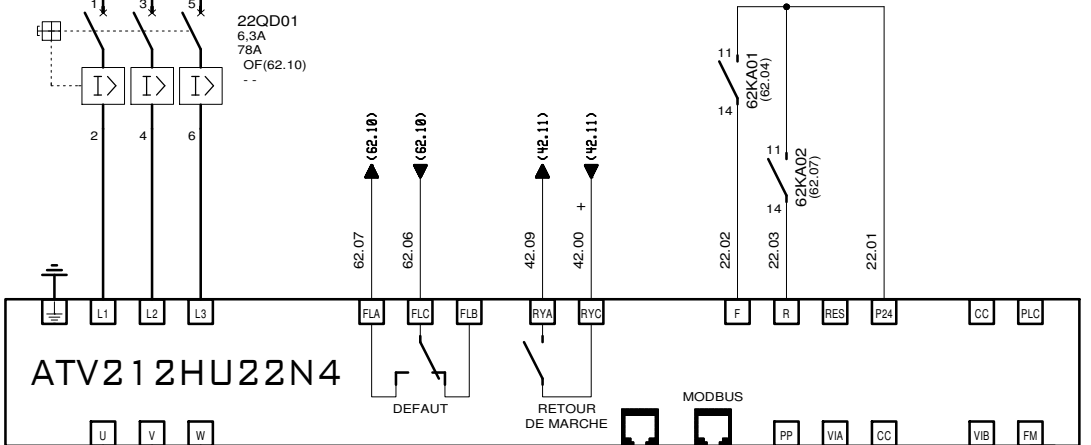 1 3 5
22QD01
6,3A
78A
OF(62.10)
--
I> I> I>
2 4 6
(62.10) (62.10) (42.11) (42.11)
+
62.07 62.06 42.09 42.00
11
62KA01
(62.04)
14
11
62KA02
(62.07)
14
22.02 22.03 22.01
L1 L2 L3 FLA FLC FLB RYA RYC F R RES P24 CC PLC
ATV212HU22N4
DEFAUT
RETOUR
DE MARCHE
MODBUS
U V W PP VIA CC VIB FM